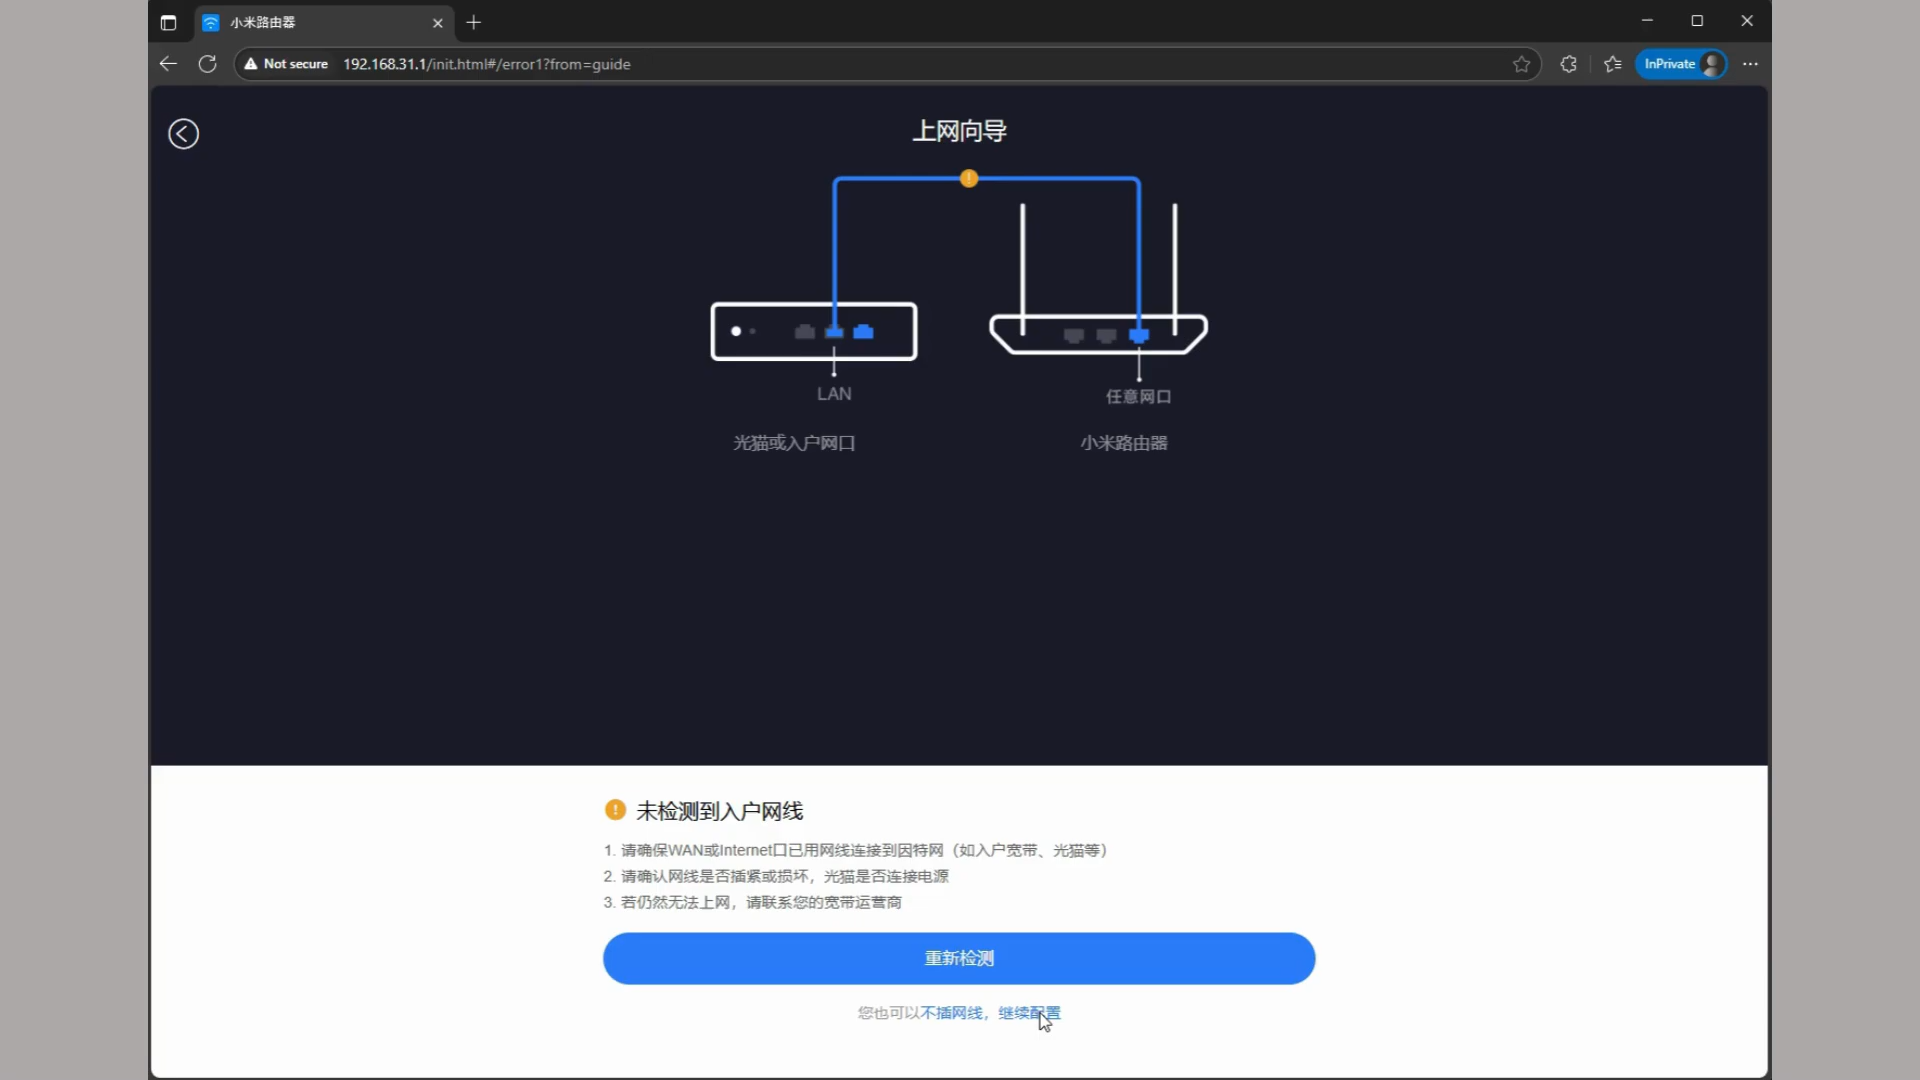 小米路由器
Not secure 192.168.31.1/init.html#/error1?from=guide
InPrivate
上网向导
LAN
任意网口
光猫或入户网口
小米路由器
未检测到入户网线
1. 请确保WAN或Internet口已用网线连接到因特网（如入户宽带、光猫等）
2. 请确认网线是否插紧或损坏，光猫是否连接电源
3. 若仍然无法上网，请联系您的宽带运营商
重新检测
您也可以不插网线，继续配置